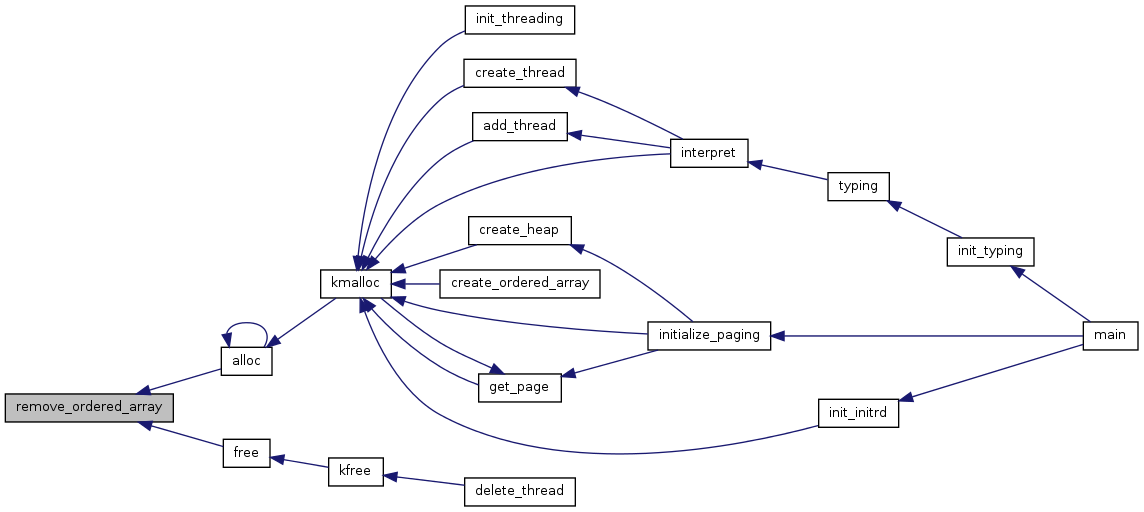 init_threading
create_thread
add_thread
interpret
typing
create_heap
init_typing
kmalloc
create_ordered_array
initialize_paging
main
alloc
get_page
remove_ordered_array
init_initrd
free
kfree
delete_thread